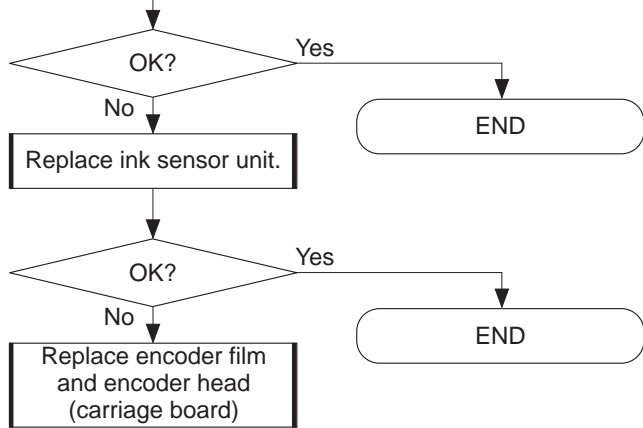 OK?
Yes
No
END
Replace ink sensor unit.
OK?
Yes
No
END
Replace encoder film
and encoder head
(carriage board)